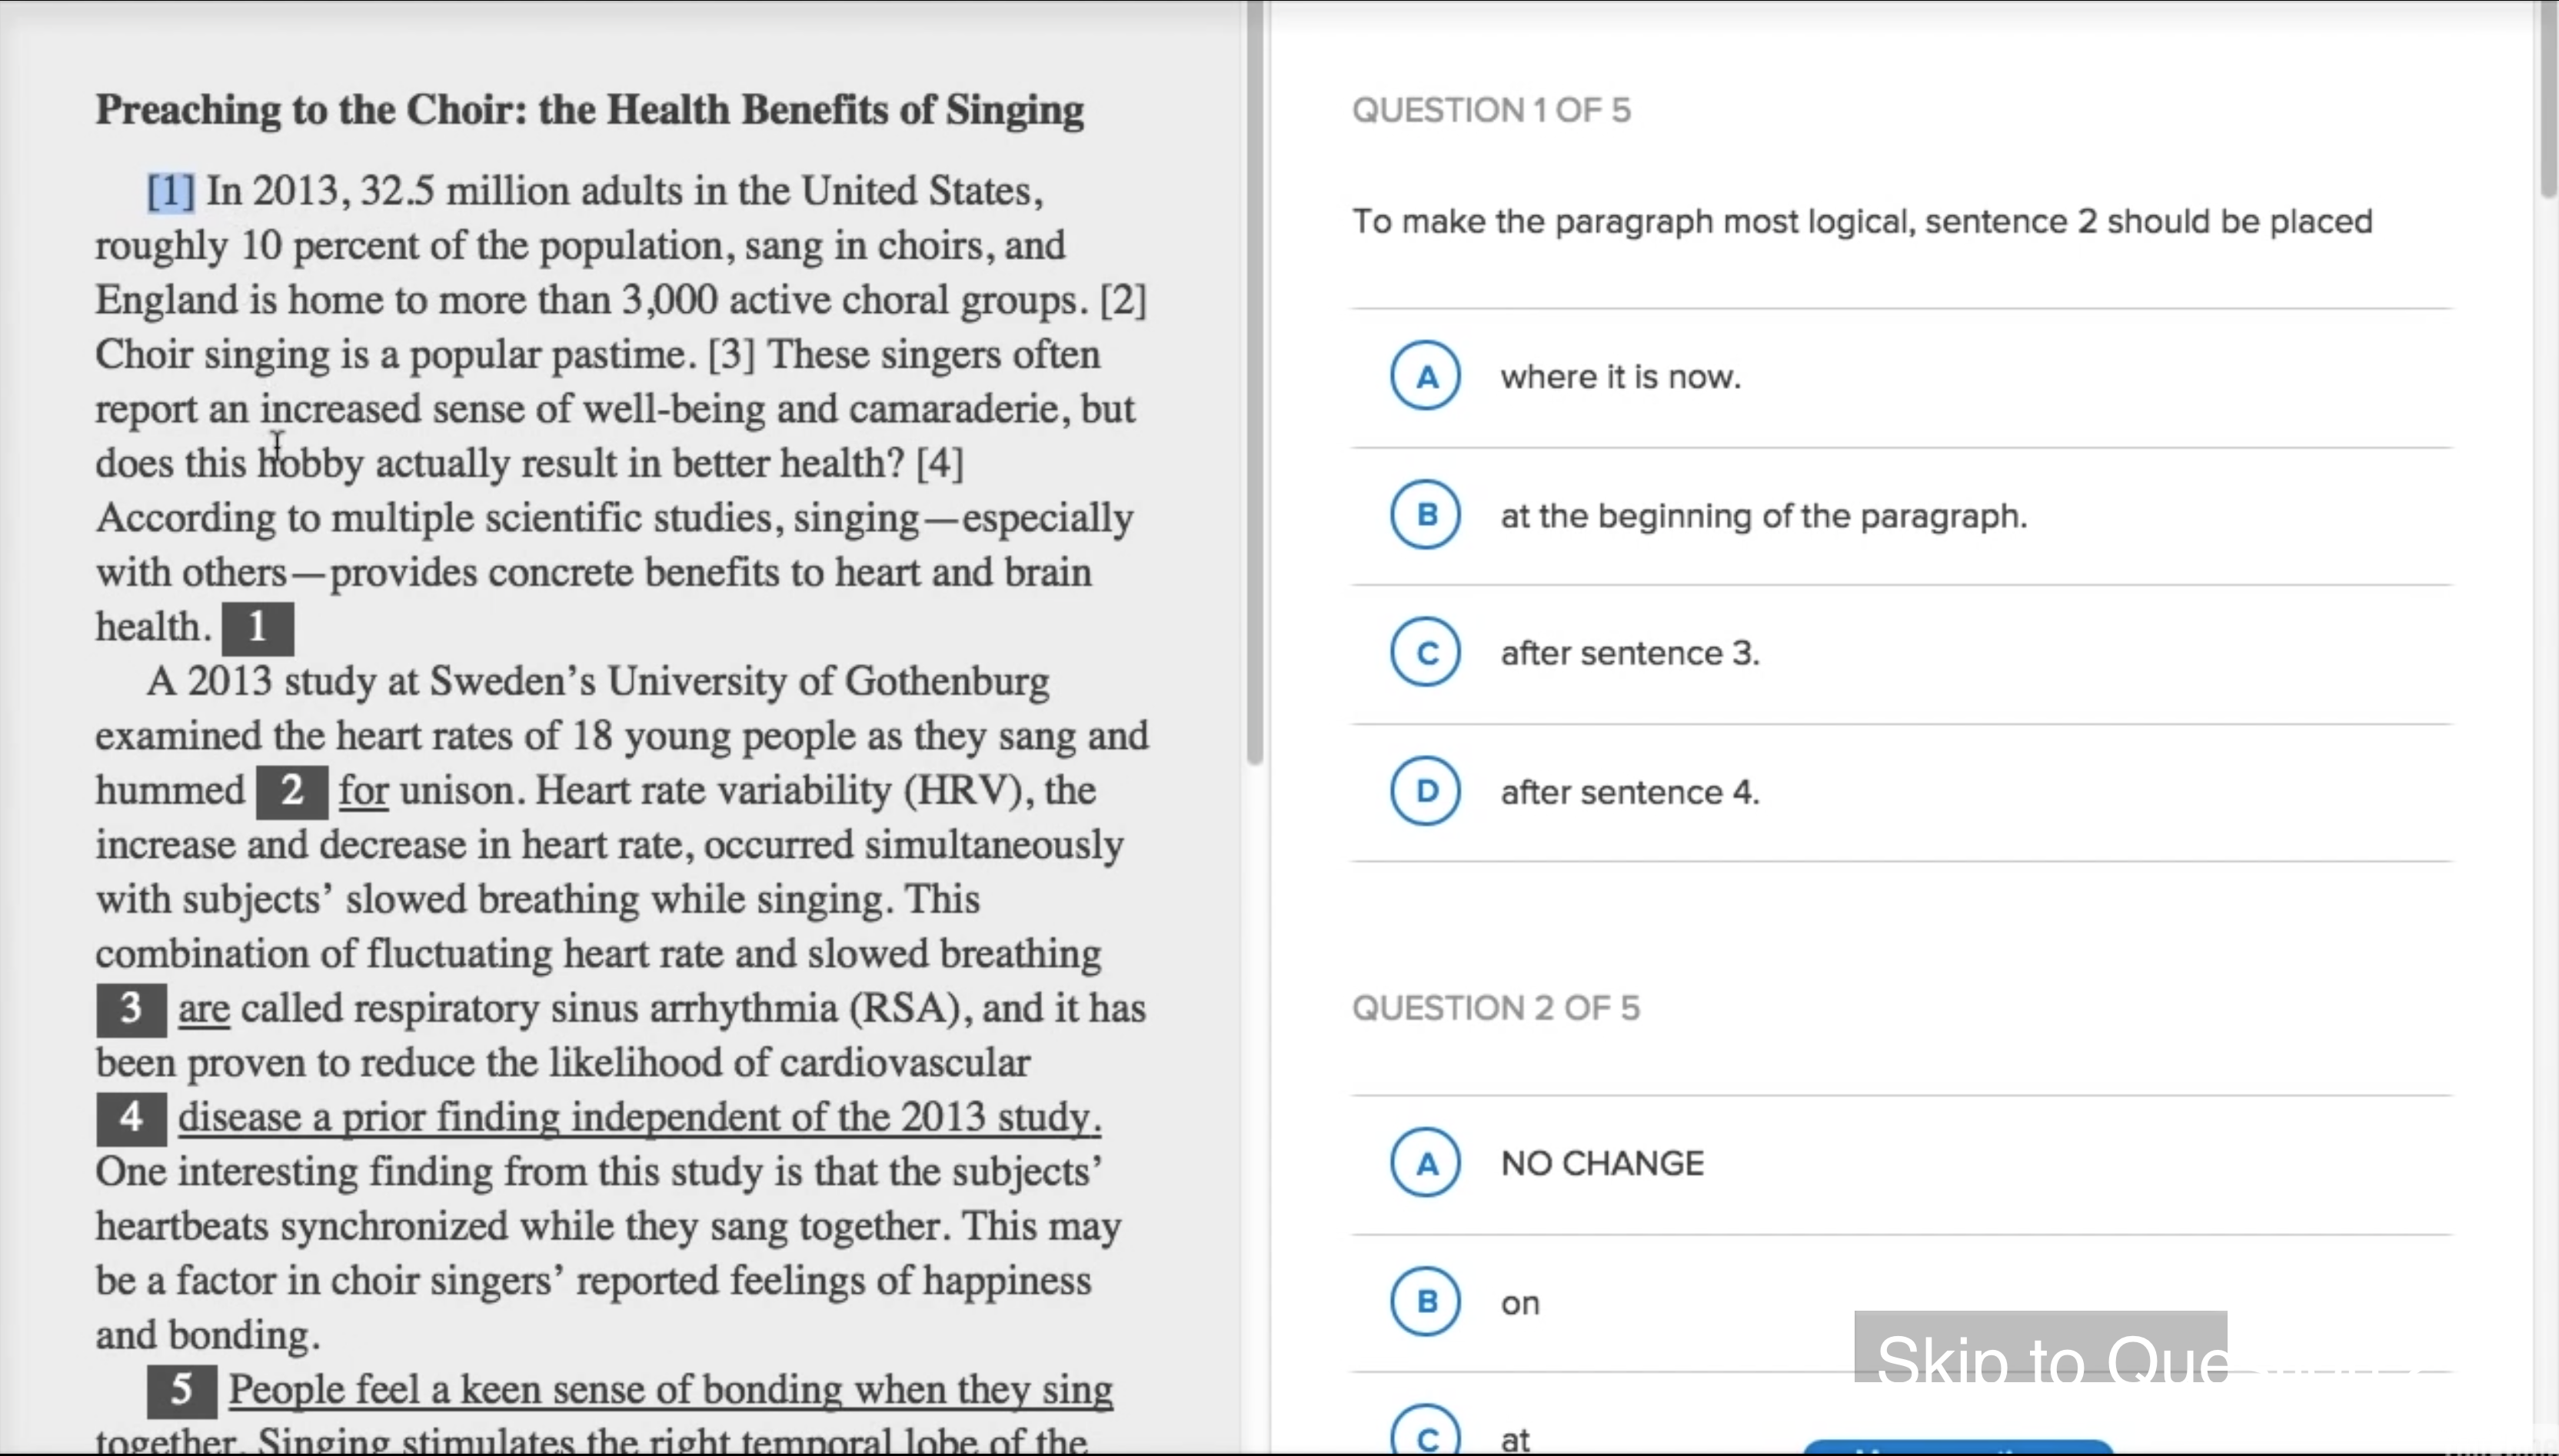 Preaching to the Choir: the Health Benefits of Singing
[1] In 2013, 32.5 million adults in the United States,
roughly 10 percent of the population, sang in choirs, and
England is home to more than 3,000 active choral groups. [2]
Choir singing is a popular pastime. [3] These singers often
report an increased sense of well-being and camaraderie, but
does this hobby actually result in better health? [4]
According to multiple scientific studies, singing—especially
with others—provides concrete benefits to heart and brain
health. 1
A 2013 study at Sweden’s University of Gothenburg
examined the heart rates of 18 young people as they sang and
hummed 2 for unison. Heart rate variability (HRV), the
increase and decrease in heart rate, occurred simultaneously
with subjects’ slowed breathing while singing. This
combination of fluctuating heart rate and slowed breathing
3 are called respiratory sinus arrhythmia (RSA), and it has
been proven to reduce the likelihood of cardiovascular
4 disease a prior finding independent of the 2013 study.
One interesting finding from this study is that the subjects’
heartbeats synchronized while they sang together. This may
be a factor in choir singers’ reported feelings of happiness
and bonding.
5 People feel a keen sense of bonding when they sing
together. Singing stimulates the right temporal lobe of the
QUESTION 1 OF 5
To make the paragraph most logical, sentence 2 should be placed
A where it is now.
B at the beginning of the paragraph.
C after sentence 3.
D after sentence 4.
QUESTION 2 OF 5
A NO CHANGE
B on
C at
Skip to